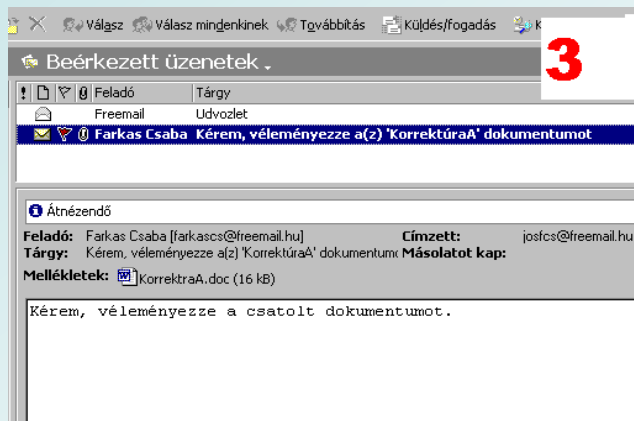 Válasz Válasz mindenkinek Továbbítás Küldés/fogadás K
3
Beérkezett üzenetek
! Feladó Tárgy
Freemail Udvozlet
Farkas Csaba Kérem, véleményezze a(z) 'KorrektúraA' dokumentumot
Átnézendő
Feladó: Farkas Csaba [farkascs@freemail.hu] Címzett: josfcs@freemail.hu
Tárgy: Kérem, véleményezze a(z) 'KorrektúraA' dokumentumc Másolatot kap:
Mellékletek: KorrektraA.doc (16 kB)
Kérem, véleményezze a csatolt dokumentumot.